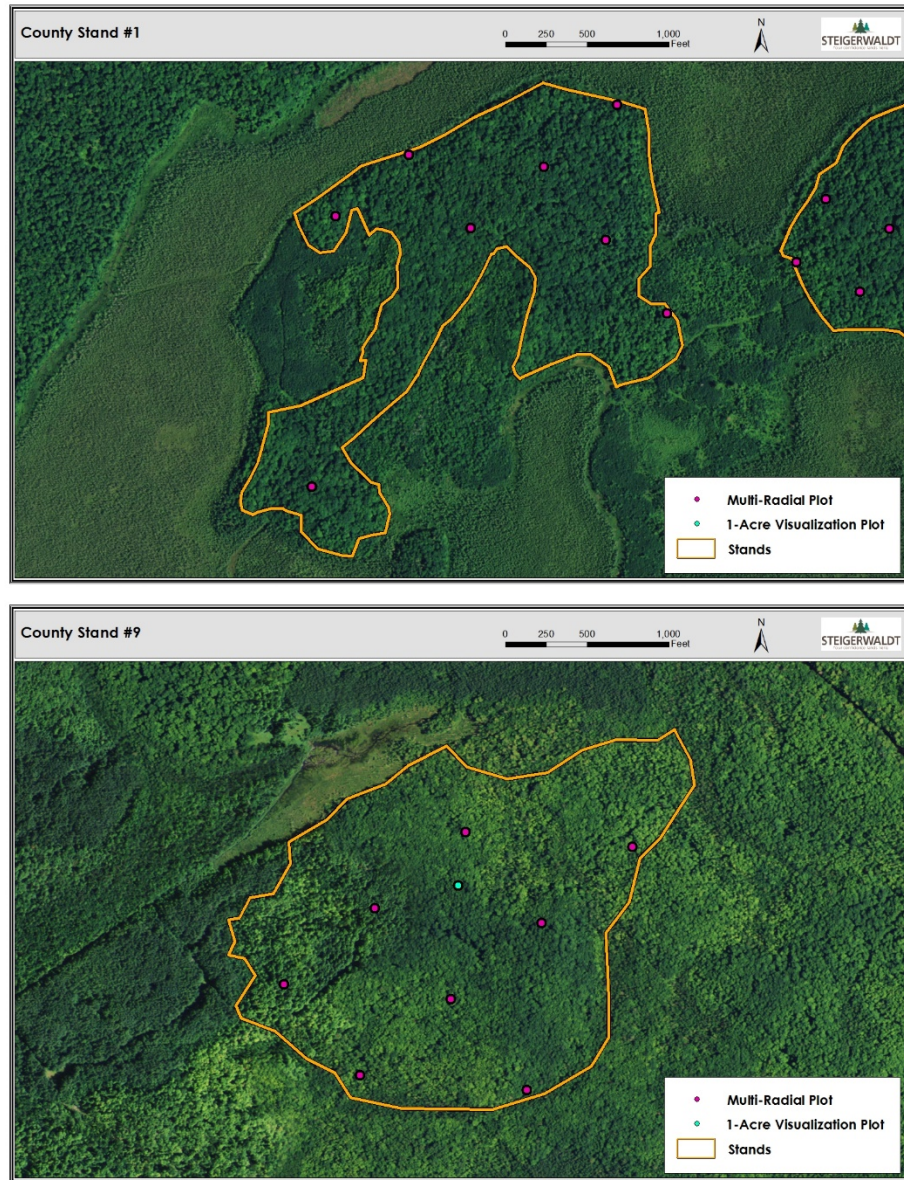 County Stand #1
N
0 250 500 1,000
Feet
STEIGERWALDT
Multi-Radial Plot
1-Acre Visualization Plot
Stands
County Stand #9
N
0 250 500 1,000
Feet
STEIGERWALDT
Multi-Radial Plot
1-Acre Visualization Plot
Stands